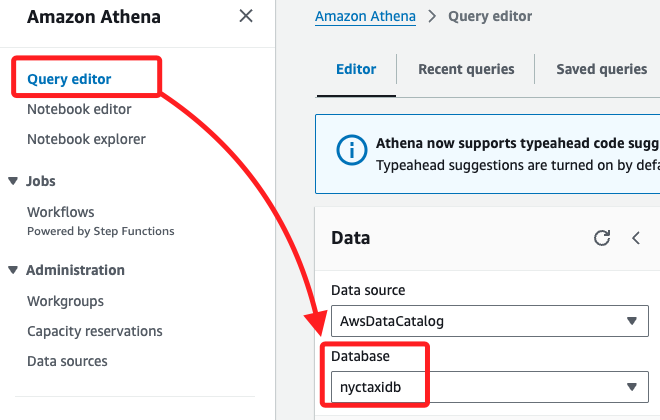 Amazon Athena
Query editor
Notebook editor
Notebook explorer
Jobs
Workflows
Powered by Step Functions
Administration
Workgroups
Capacity reservations
Data sources
Amazon Athena > Query editor
Editor
Recent queries
Saved queries
Athena now supports typeahead code sugg
Typeahead suggestions are turned on by defa
Data
Data source
AwsDataCatalog
Database
nyctaxidb